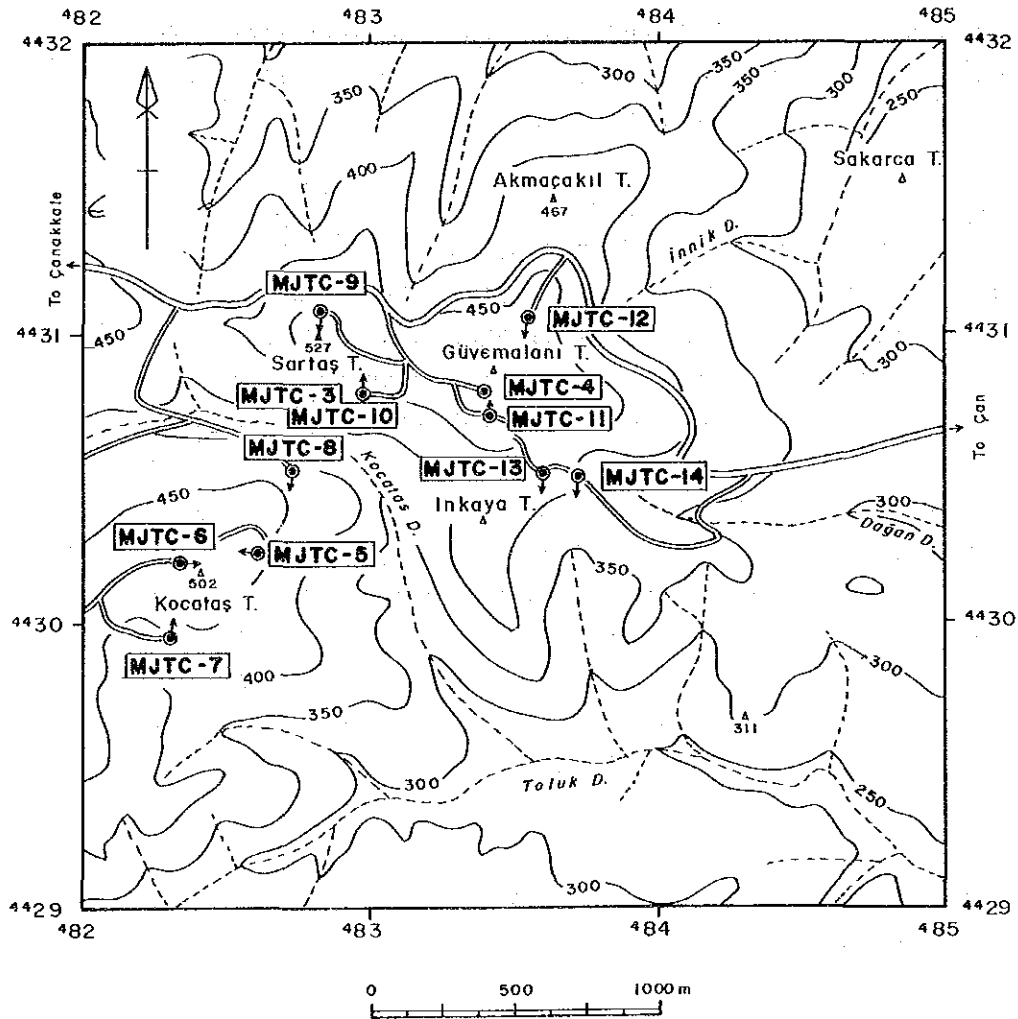 ⁴82 ⁴83 ⁴84 ⁴85
⁴⁴32 ⁴⁴32
350
300
350
350
300
300
250
Sakarca T.
400
Akmaçakıl T.
467
İnnik D.
To Çanakkale
MJTC-9
450
MJTC-12
450
⁴⁴31 ⁴⁴31
527
Sartaş T.
Güvemalanı T.
300
MJTC-3
MJTC-4
MJTC-10
MJTC-11
To Çan
MJTC-8
Kocataş D.
MJTC-13
MJTC-14
450
Inkaya T.
300
Dağan D.
MJTC-6
MJTC-5
502
350
Kocataş T.
⁴⁴30 ⁴⁴30
MJTC-7
400
300
350
311
300
Toluk D.
250
300
⁴⁴29 ⁴⁴29
⁴82 ⁴83 ⁴84 ⁴85
0 500 1000m